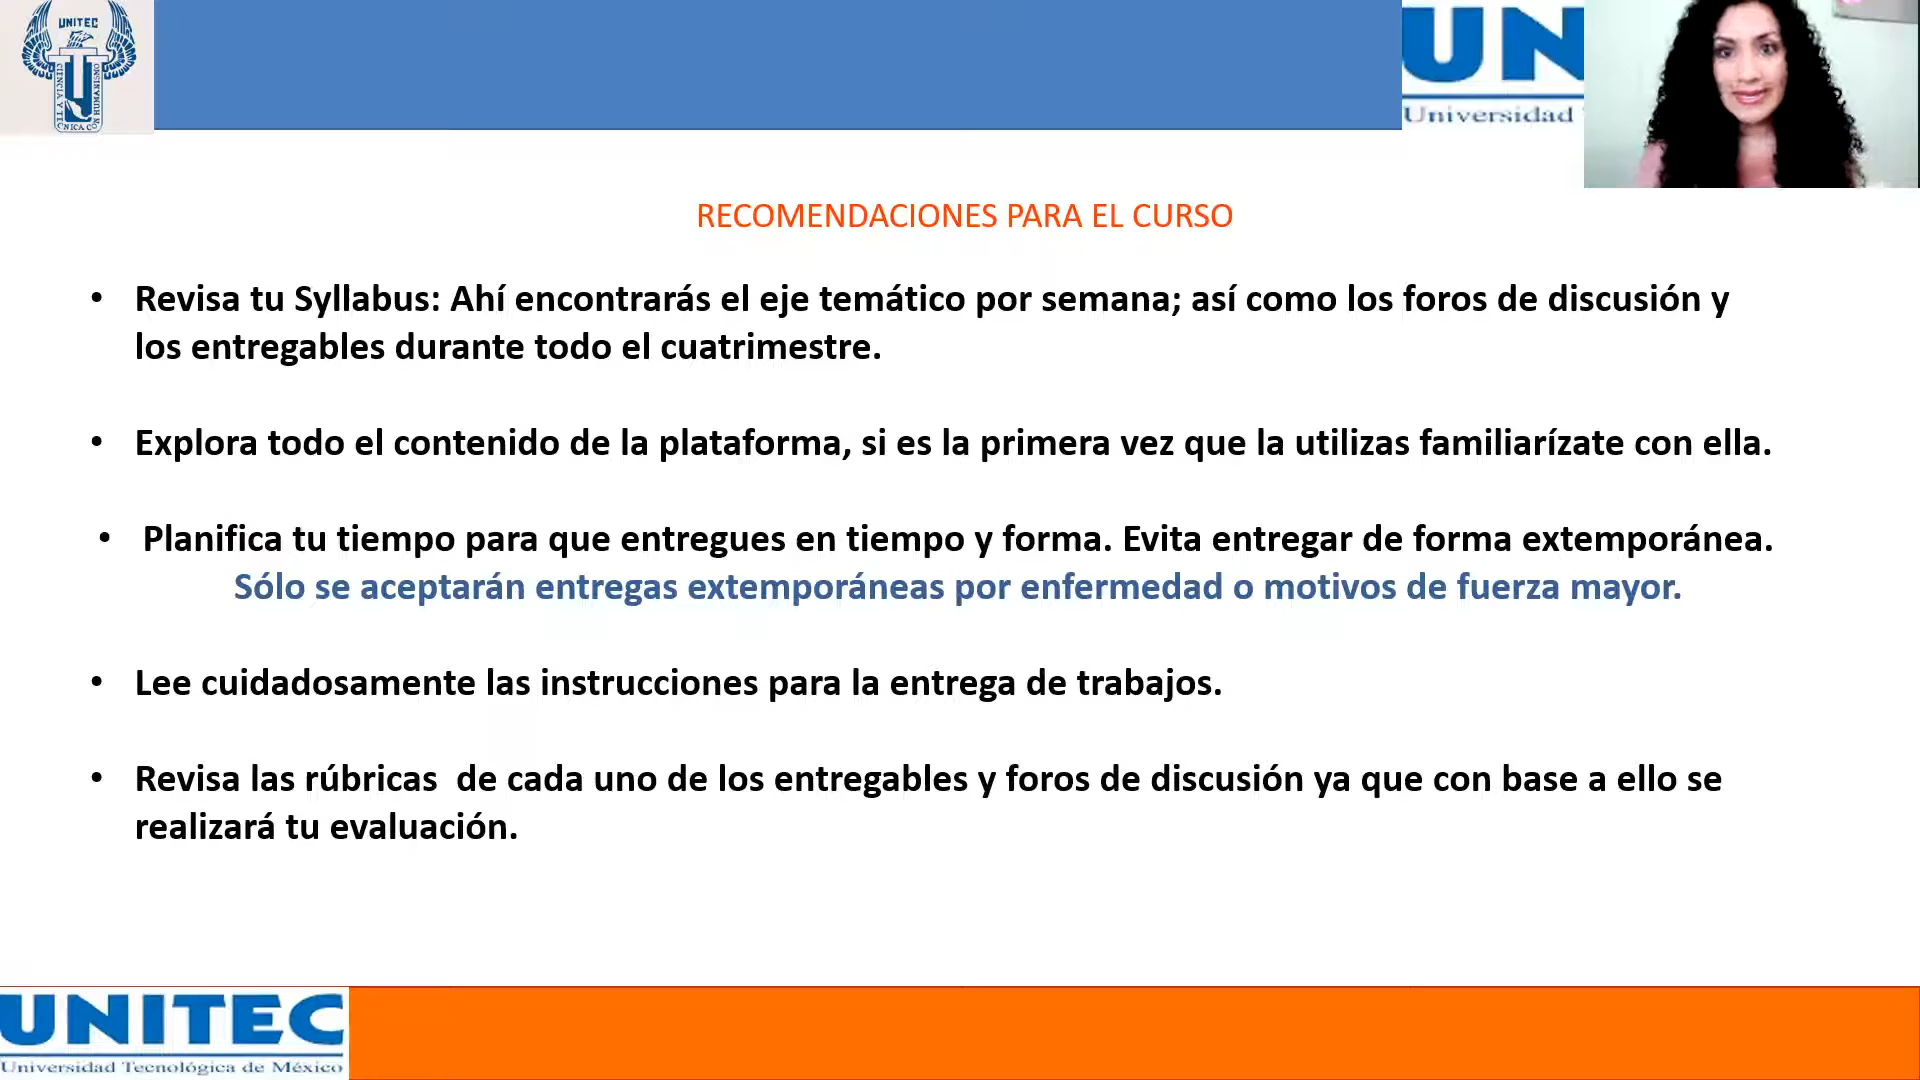 UNITEC
CIENCIA Y TECNICA CON HUMANISMO
UN
Universidad
RECOMENDACIONES PARA EL CURSO
• Revisa tu Syllabus: Ahí encontrarás el eje temático por semana; así como los foros de discusión y
los entregables durante todo el cuatrimestre.
• Explora todo el contenido de la plataforma, si es la primera vez que la utilizas familiarízate con ella.
• Planifica tu tiempo para que entregues en tiempo y forma. Evita entregar de forma extemporánea.
Sólo se aceptarán entregas extemporáneas por enfermedad o motivos de fuerza mayor.
• Lee cuidadosamente las instrucciones para la entrega de trabajos.
• Revisa las rúbricas  de cada uno de los entregables y foros de discusión ya que con base a ello se
realizará tu evaluación.
UNITEC
Universidad Tecnológica de México